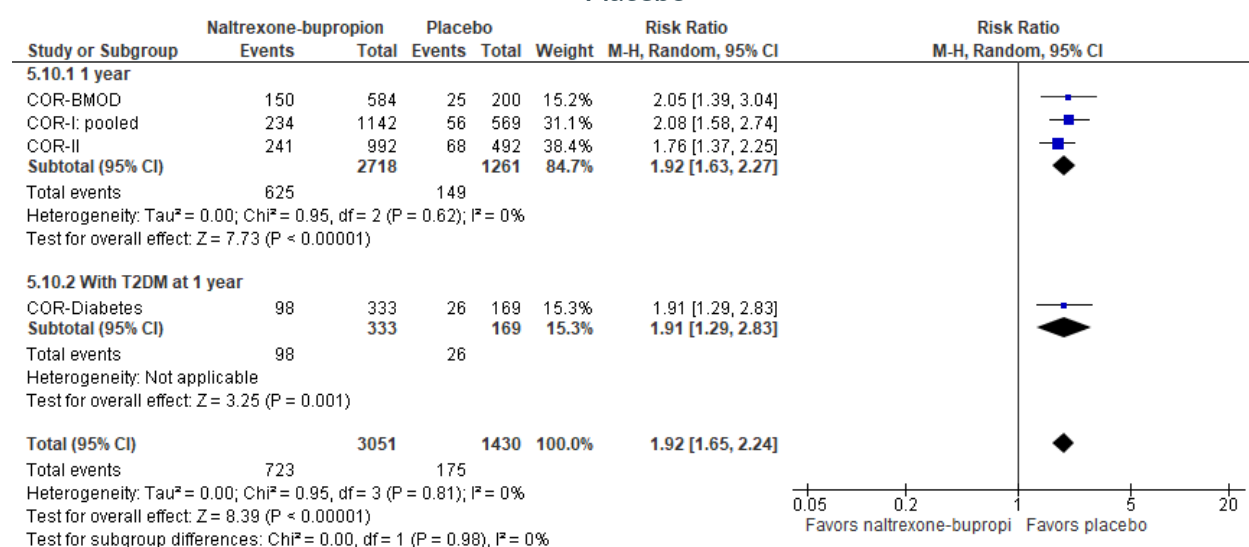 Naltrexone-bupropion Placebo Risk Ratio Risk Ratio
Study or Subgroup Events Total Events Total Weight M-H, Random, 95% CI M-H, Random, 95% CI
5.10.1 1 year
COR-BMOD 150 584 25 200 15.2% 2.05 [1.39, 3.04]
COR-I: pooled 234 1142 56 569 31.1% 2.08 [1.58, 2.74]
COR-II 241 992 68 492 38.4% 1.76 [1.37, 2.25]
Subtotal (95% CI) 2718 1261 84.7% 1.92 [1.63, 2.27]
Total events 625 149
Heterogeneity: Tau² = 0.00; Chi² = 0.95, df = 2 (P = 0.62); I² = 0%
Test for overall effect: Z = 7.73 (P < 0.00001)
5.10.2 With T2DM at 1 year
COR-Diabetes 98 333 26 169 15.3% 1.91 [1.29, 2.83]
Subtotal (95% CI) 333 169 15.3% 1.91 [1.29, 2.83]
Total events 98 26
Heterogeneity: Not applicable
Test for overall effect: Z = 3.25 (P = 0.001)
Total (95% CI) 3051 1430 100.0% 1.92 [1.65, 2.24]
Total events 723 175
Heterogeneity: Tau² = 0.00; Chi² = 0.95, df = 3 (P = 0.81); I² = 0%
Test for overall effect: Z = 8.39 (P < 0.00001)
Test for subgroup differences: Chi² = 0.00, df = 1 (P = 0.98), I² = 0%
0.05 0.2 1 5 20
Favors naltrexone-bupropi Favors placebo